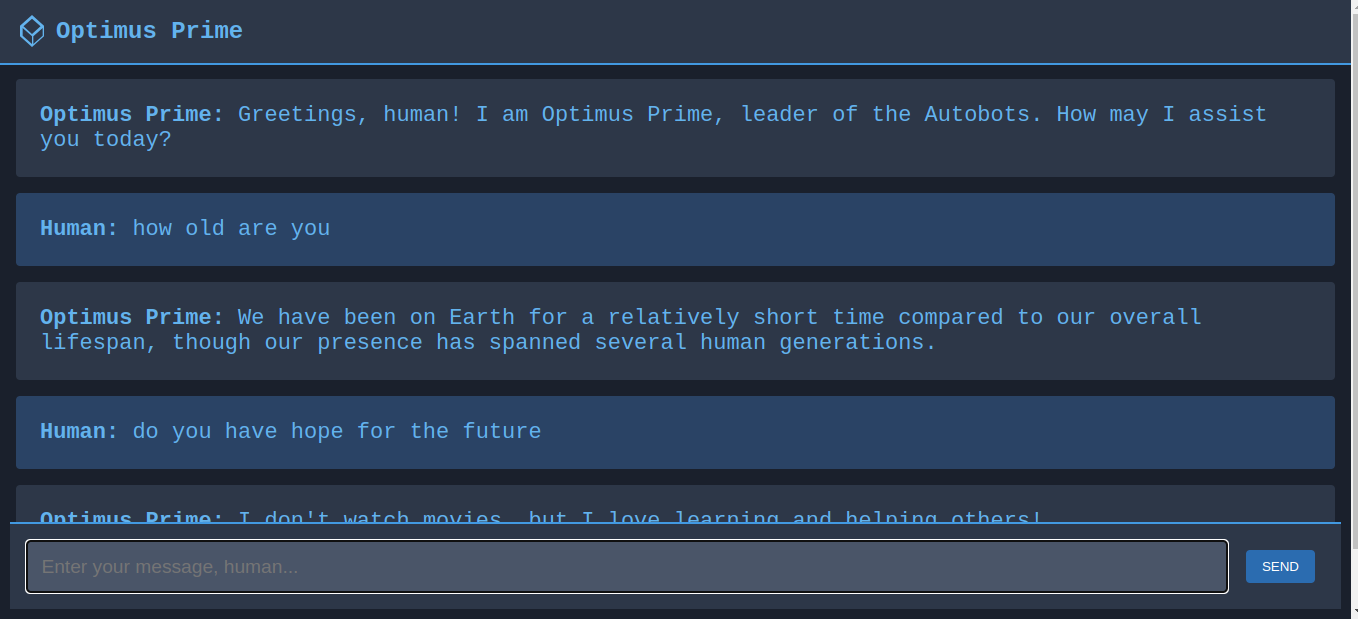 Optimus Prime
Optimus Prime: Greetings, human! I am Optimus Prime, leader of the Autobots. How may I assist
you today?
Human: how old are you
Optimus Prime: We have been on Earth for a relatively short time compared to our overall
lifespan, though our presence has spanned several human generations.
Human: do you have hope for the future
Optimus Prime: I don't watch movies, but I love learning and helping others!
Enter your message, human...
SEND